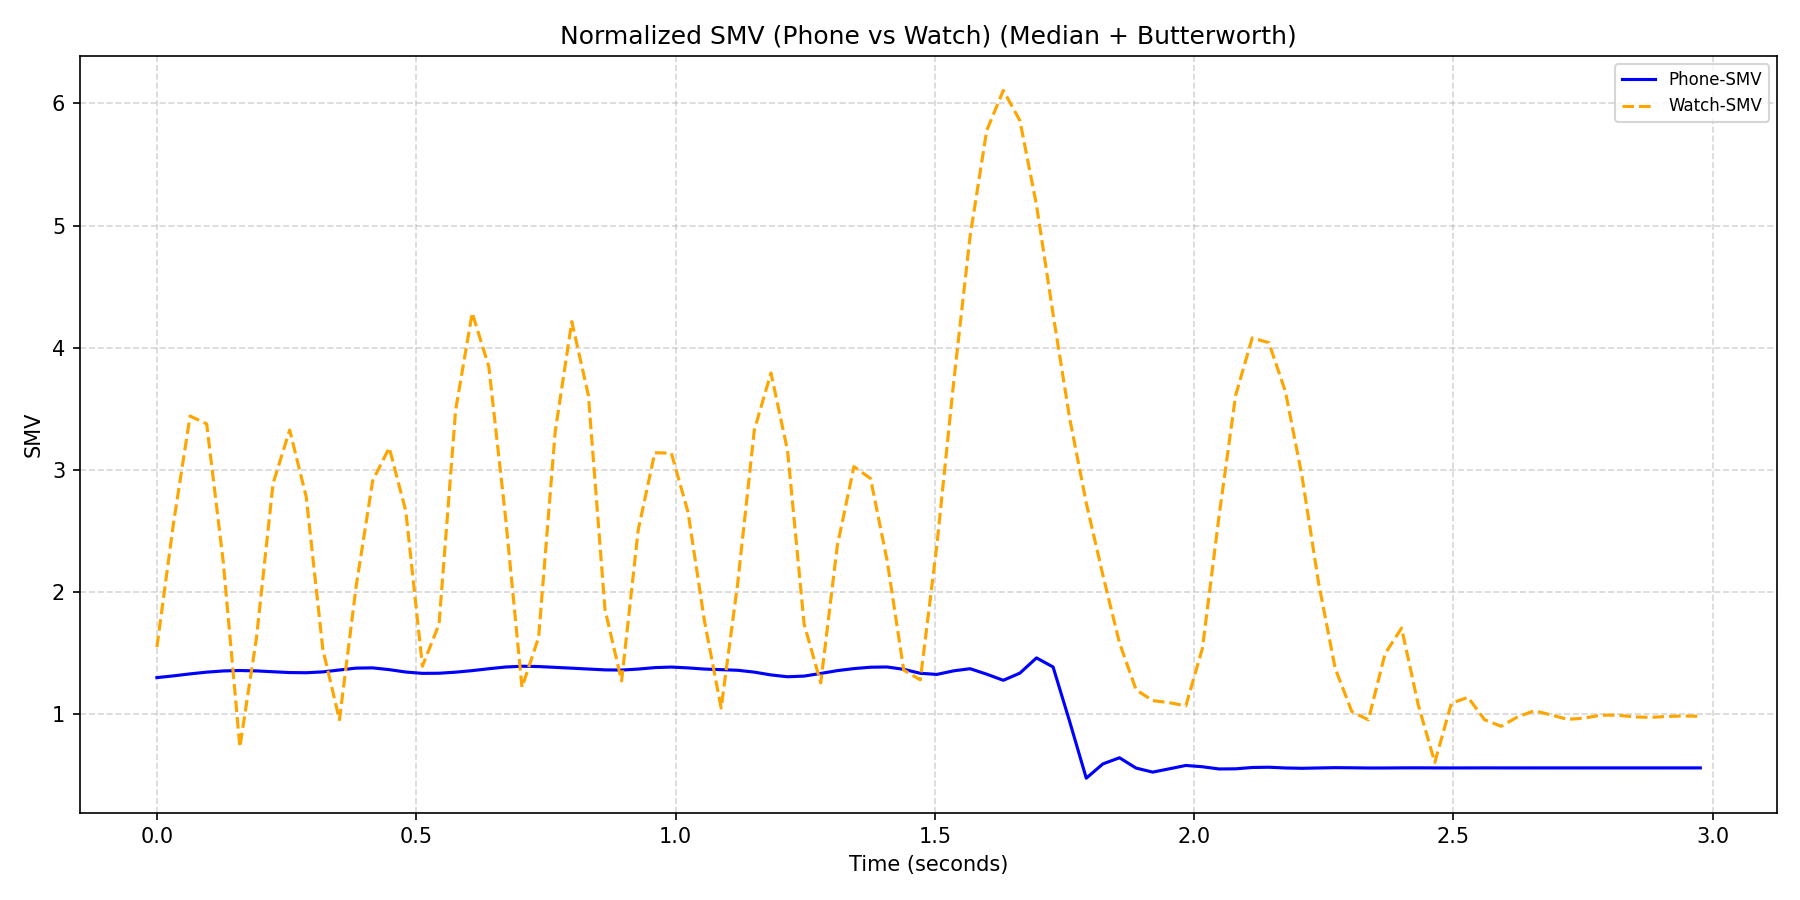 Normalized SMV (Phone vs Watch) (Median + Butterworth)
Phone-SMV
Watch-SMV
6
5
4
3
2
1
SMV
0.0 0.5 1.0 1.5 2.0 2.5 3.0
Time (seconds)